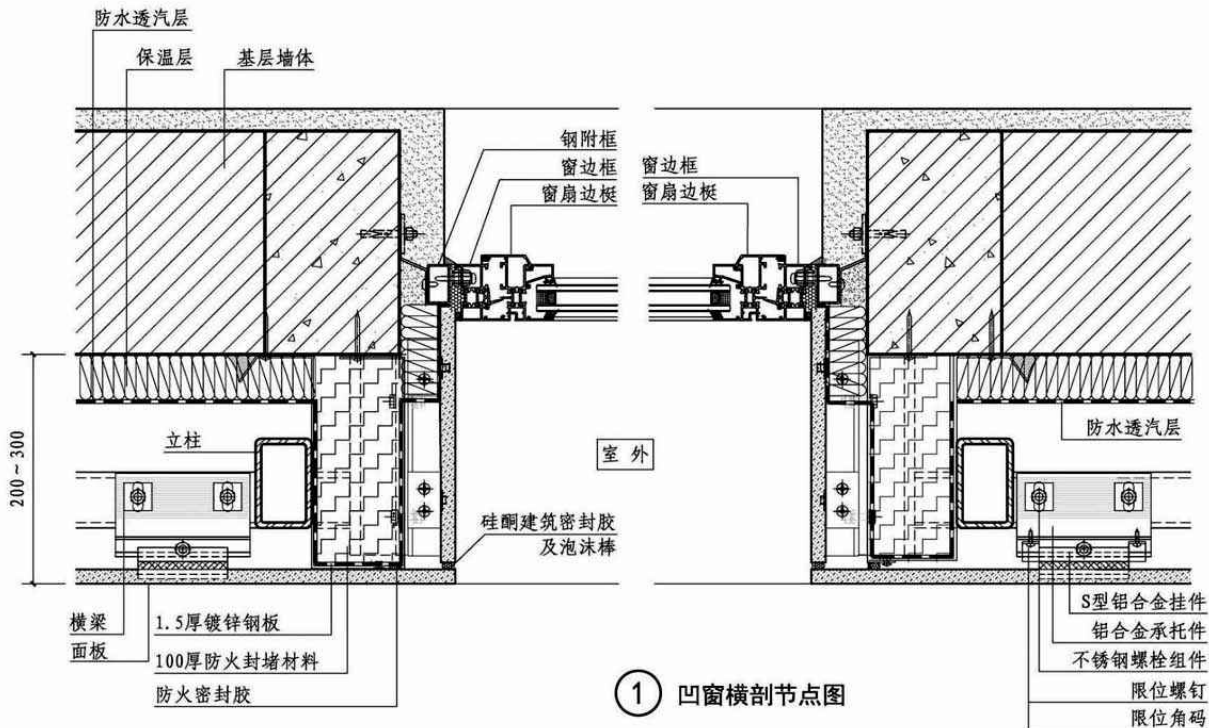 防水透汽层
保温层
基层墙体
钢附框
窗边框
窗扇边梃
窗边框
窗扇边梃
立柱
200~300
室外
防水透汽层
硅酮建筑密封胶
及泡沫棒
横梁
面板
1.5厚镀锌钢板
100厚防火封堵材料
防火密封胶
S型铝合金挂件
铝合金承托件
不锈钢螺栓组件
限位螺钉
限位角码
1 凹窗横剖节点图